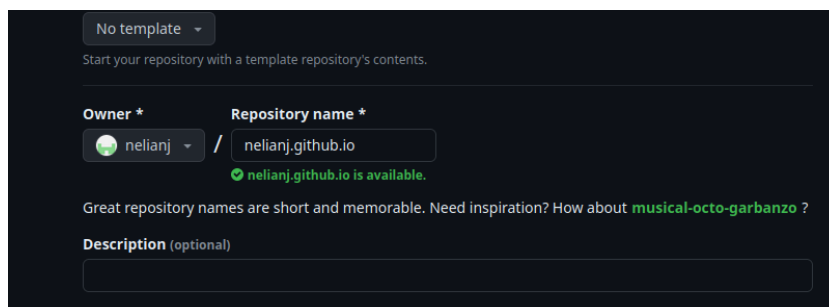 No template
Start your repository with a template repository's contents.
Owner * Repository name *
nelianj / nelianj.github.io
nelianj.github.io is available.
Great repository names are short and memorable. Need inspiration? How about musical-octo-garbanzo ?
Description (optional)